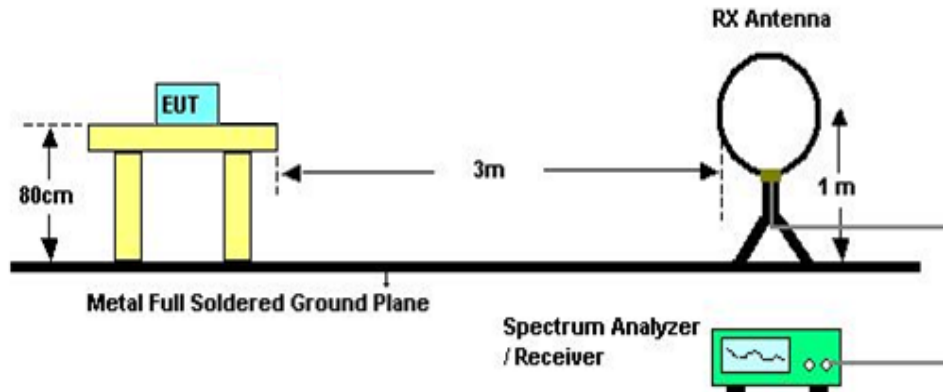 RX Antenna
EUT
3m
80cm
1 m
Metal Full Soldered Ground Plane
Spectrum Analyzer
/ Receiver